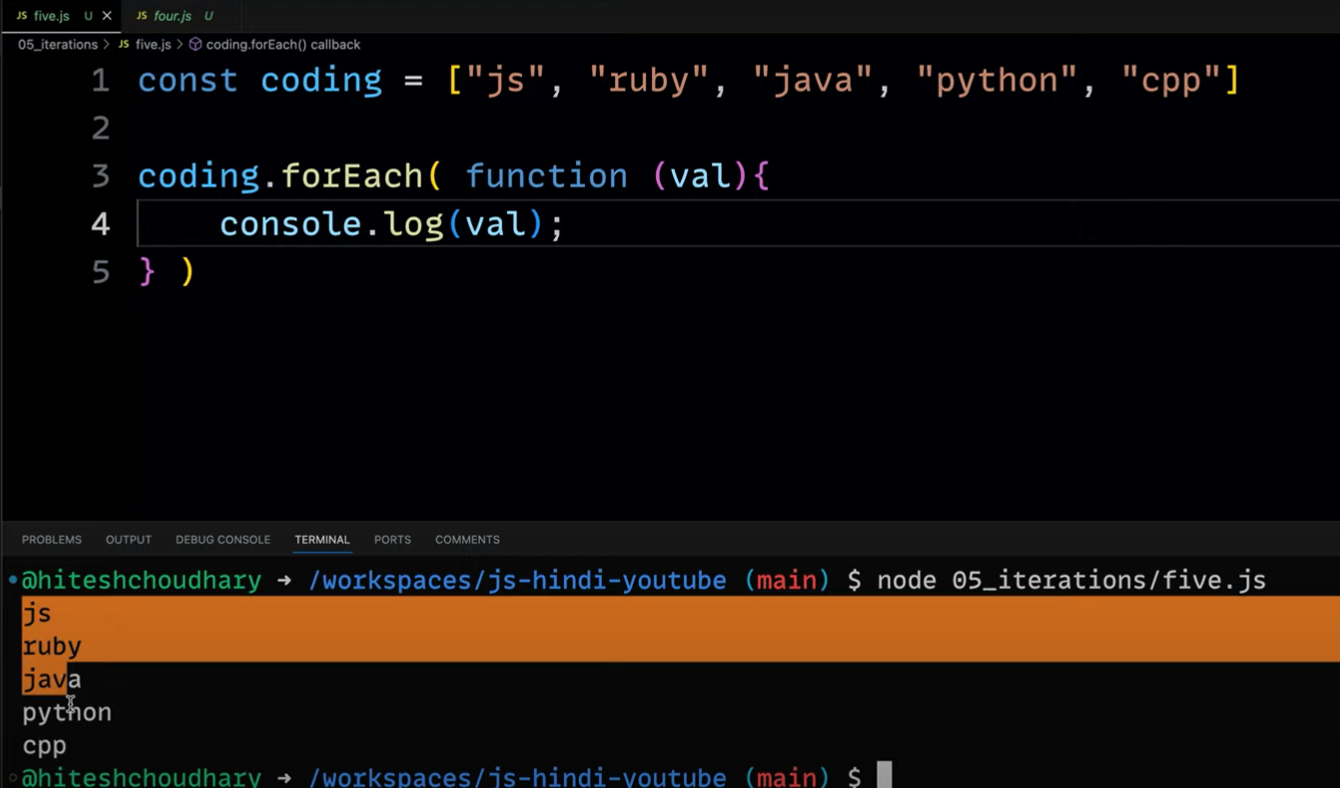 JS five.js U × JS four.js U
05_iterations > JS five.js > coding.forEach() callback
1 const coding = ["js", "ruby", "java", "python", "cpp"]
2
3 coding.forEach( function (val){
4     console.log(val);
5 } )
PROBLEMS OUTPUT DEBUG CONSOLE TERMINAL PORTS COMMENTS
@hiteshchoudhary → /workspaces/js-hindi-youtube (main) $ node 05_iterations/five.js
js
ruby
java
python
cpp
@hiteshchoudhary → /workspaces/js-hindi-youtube (main) $